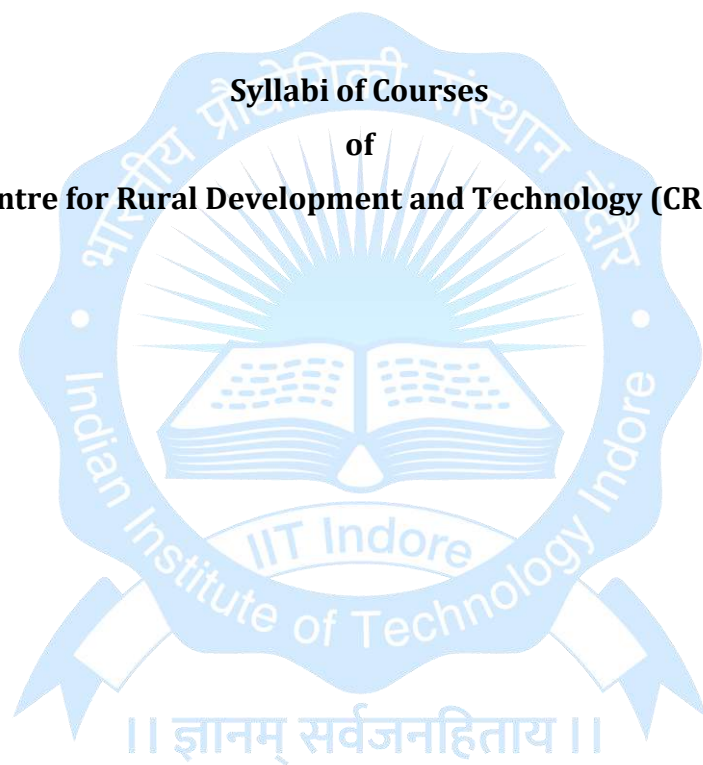 Syllabi of Courses
of
ntre for Rural Development and Technology (CR
भारतीय प्रौद्योगिकी संस्थान इंदौर
Indian Institute of Technology Indore
IIT Indore
।। ज्ञानम् सर्वजनहिताय ।।